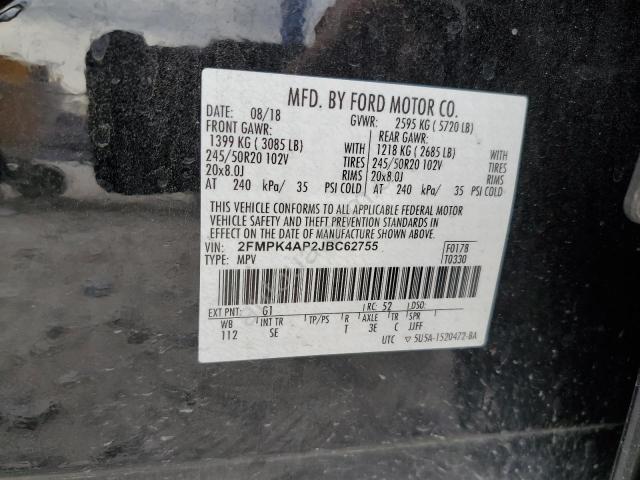 MFD. BY FORD MOTOR CO.
DATE: 08/18 GVWR: 2595 KG ( 5720 LB)
FRONT GAWR: REAR GAWR:
1399 KG ( 3085 LB) WITH 1218 KG ( 2685 LB) WITH
245/50R20 102V TIRES 245/50R20 102V TIRES
20x8.0J RIMS 20x8.0J RIMS
AT 240 kPa/ 35 PSI COLD AT 240 kPa/ 35 PSI COLD
THIS VEHICLE CONFORMS TO ALL APPLICABLE FEDERAL MOTOR
VEHICLE SAFETY AND THEFT PREVENTION STANDARDS IN
EFFECT ON THE DATE OF MANUFACTURE SHOWN ABOVE.
VIN: 2FMPK4AP2JBC62755 F0178
TYPE: MPV T0330
EXT PNT: G1 RC: 52 DSO:
WB INT TR TP/PS R AXLE TR SPR
112 SE T 3E C JJFF
UTC ▽ 5U5A-1520472-BA